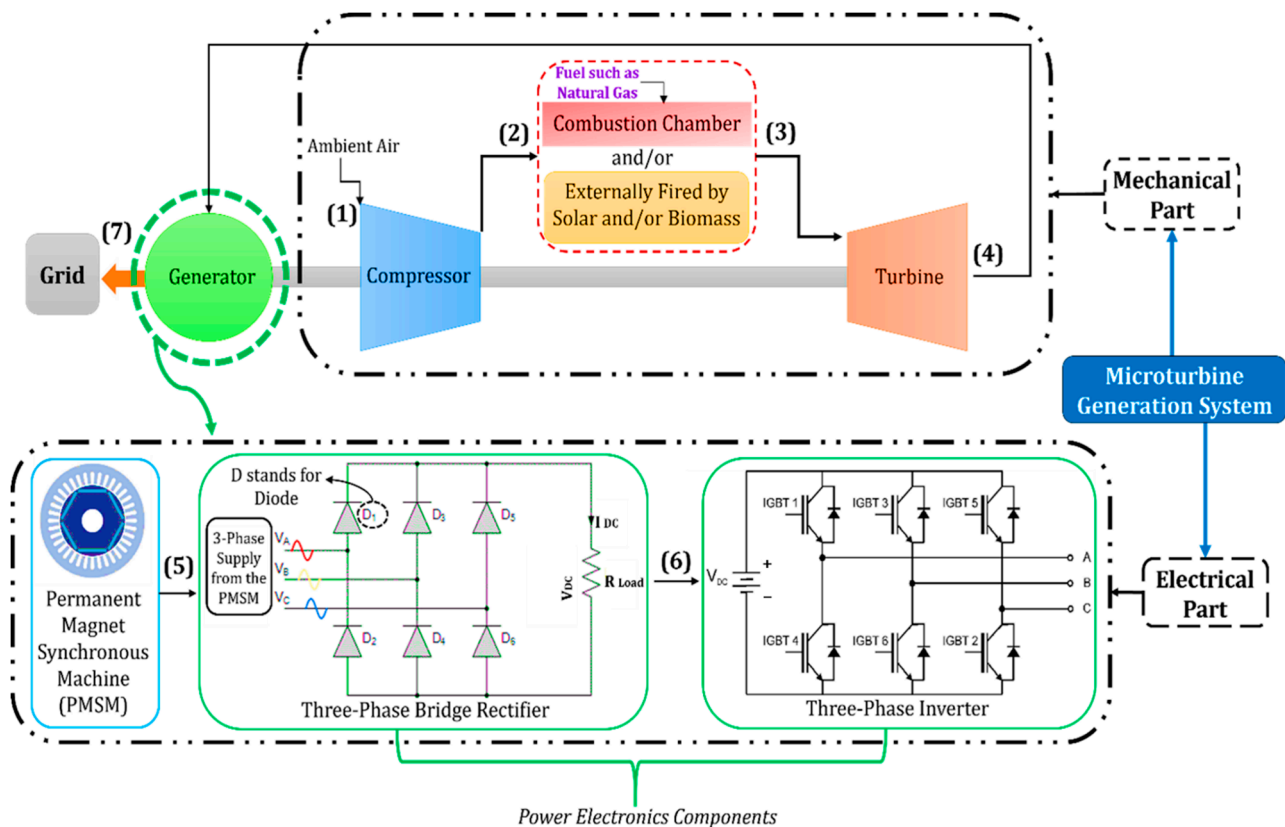 Fuel such as
Natural Gas
Combustion Chamber
and/or
Externally Fired by
Solar and/or Biomass
(2)
(3)
Ambient Air
(1)
Compressor
Turbine
(4)
Mechanical
Part
(7)
Grid
Generator
Microturbine
Generation System
Electrical
Part
Permanent
Magnet
Synchronous
Machine
(PMSM)
(5)
D stands for
Diode
3-Phase
Supply
from the
PMSM
VA
VB
VC
D1
D3
D5
D2
D4
D6
I DC
VDC
R Load
Three-Phase Bridge Rectifier
(6)
VDC
+
−
IGBT 1
IGBT 3
IGBT 5
IGBT 4
IGBT 6
IGBT 2
A
B
C
Three-Phase Inverter
Power Electronics Components